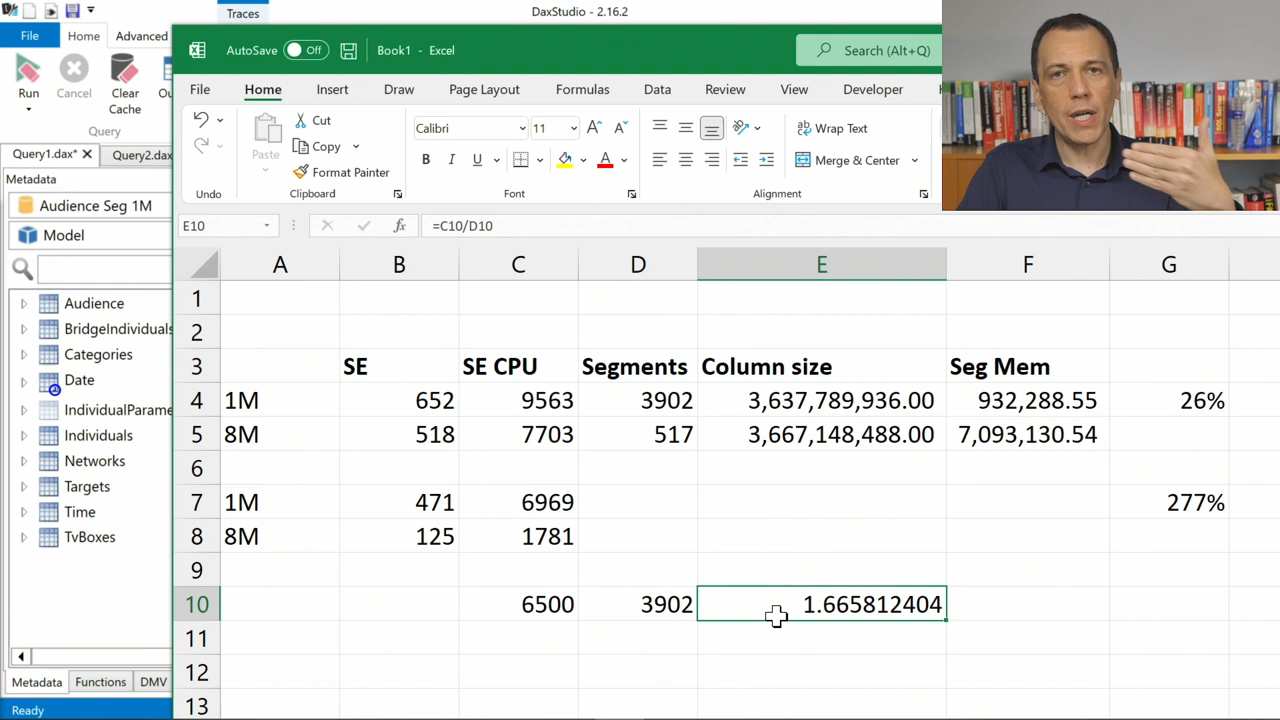 DaxStudio - 2.16.2
Traces
File Home Advanced
Run Cancel Clear Cache
Query
Query1.dax* Query2.dax
Metadata
Audience Seg 1M
Model
Audience
BridgeIndividuals
Categories
Date
IndividualParame
Individuals
Networks
Targets
Time
TvBoxes
Metadata Functions DMV
Ready
AutoSave Off Book1 - Excel Search (Alt+Q)
File Home Insert Draw Page Layout Formulas Data Review View Developer
Undo
Paste Cut Copy Format Painter
Clipboard
Calibri 11
B I U
Font
Wrap Text
Merge & Center
Alignment
E10 fx =C10/D10
A B C D E F G
1
2
3 SE SE CPU Segments Column size Seg Mem
4 1M 652 9563 3902 3,637,789,936.00 932,288.55 26%
5 8M 518 7703 517 3,667,148,488.00 7,093,130.54
6
7 1M 471 6969 277%
8 8M 125 1781
9
10 6500 3902 1.665812404
11
12
13